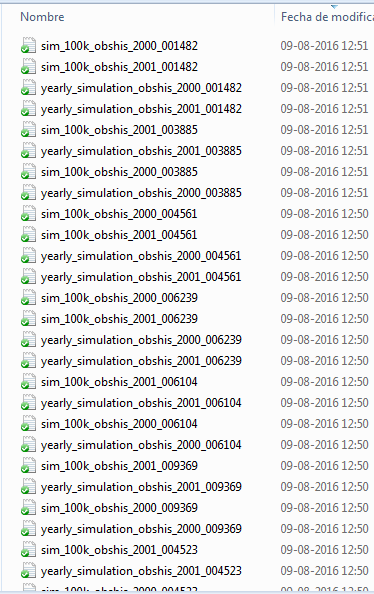 Nombre Fecha de modifica
sim_100k_obshis_2000_001482 09-08-2016 12:51
sim_100k_obshis_2001_001482 09-08-2016 12:51
yearly_simulation_obshis_2000_001482 09-08-2016 12:51
yearly_simulation_obshis_2001_001482 09-08-2016 12:51
sim_100k_obshis_2001_003885 09-08-2016 12:51
yearly_simulation_obshis_2001_003885 09-08-2016 12:51
sim_100k_obshis_2000_003885 09-08-2016 12:51
yearly_simulation_obshis_2000_003885 09-08-2016 12:51
sim_100k_obshis_2000_004561 09-08-2016 12:50
sim_100k_obshis_2001_004561 09-08-2016 12:50
yearly_simulation_obshis_2000_004561 09-08-2016 12:50
yearly_simulation_obshis_2001_004561 09-08-2016 12:50
sim_100k_obshis_2000_006239 09-08-2016 12:50
sim_100k_obshis_2001_006239 09-08-2016 12:50
yearly_simulation_obshis_2000_006239 09-08-2016 12:50
yearly_simulation_obshis_2001_006239 09-08-2016 12:50
sim_100k_obshis_2001_006104 09-08-2016 12:50
yearly_simulation_obshis_2001_006104 09-08-2016 12:50
sim_100k_obshis_2000_006104 09-08-2016 12:50
yearly_simulation_obshis_2000_006104 09-08-2016 12:50
sim_100k_obshis_2001_009369 09-08-2016 12:50
yearly_simulation_obshis_2001_009369 09-08-2016 12:50
sim_100k_obshis_2000_009369 09-08-2016 12:50
yearly_simulation_obshis_2000_009369 09-08-2016 12:50
sim_100k_obshis_2001_004523 09-08-2016 12:50
yearly_simulation_obshis_2001_004523 09-08-2016 12:50